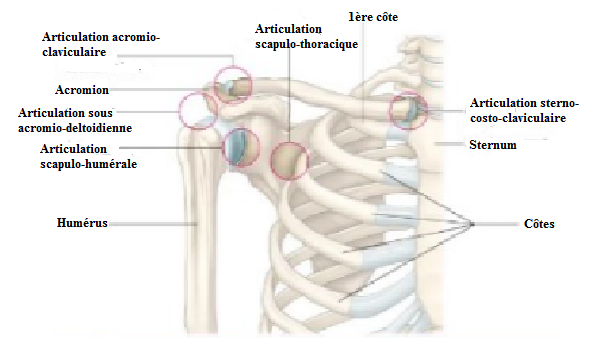 1ère côte
Articulation
scapulo-thoracique
Articulation acromio-
claviculaire
Acromion
Articulation sous
acromio-deltoidienne
Articulation
scapulo-humérale
Humérus
Articulation sterno-
costo-claviculaire
Sternum
Côtes